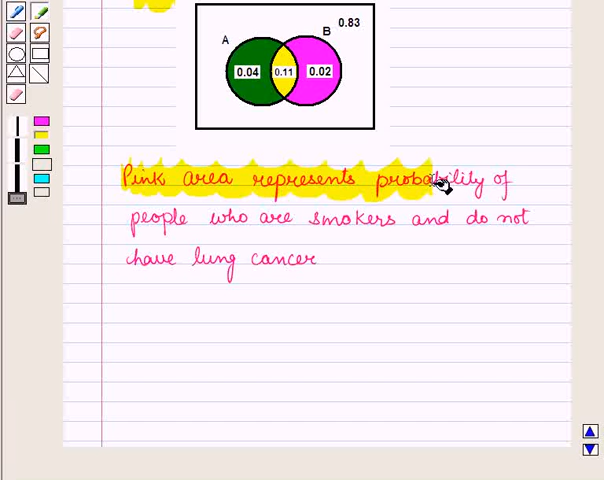 0.83
A
B
0.04
0.11
0.02
Pink area represents probability of
people who are smokers and do not
have lung cancer